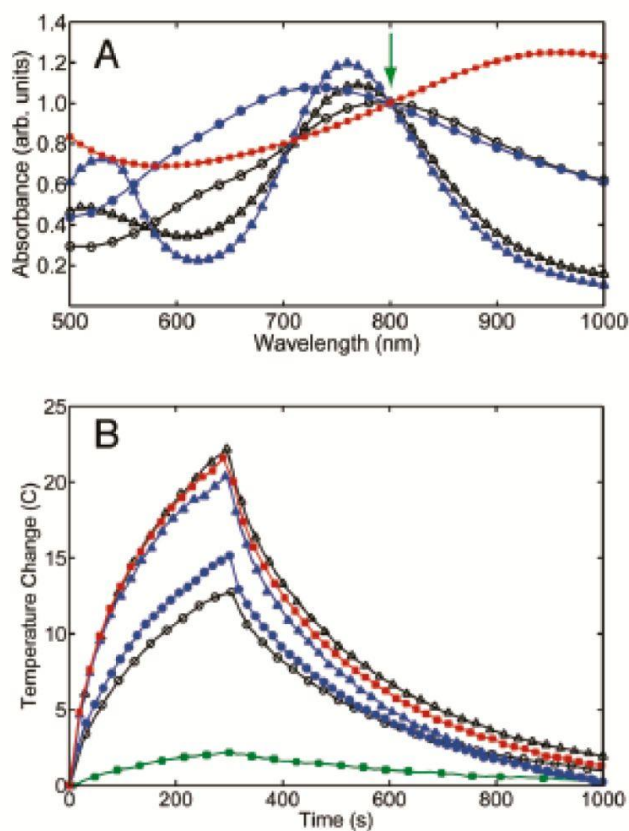 A
Absorbance (arb. units)
1.4
1.2
1.0
0.8
0.6
0.4
0.2
500 600 700 800 900 1000
Wavelength (nm)
B
Temperature Change (C)
25
20
15
10
5
0
0 200 400 600 800 1000
Time (s)